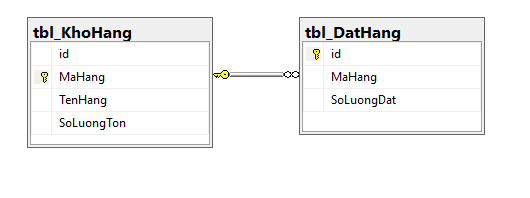 tbl_KhoHang
id
MaHang
TenHang
SoLuongTon
tbl_DatHang
id
MaHang
SoLuongDat